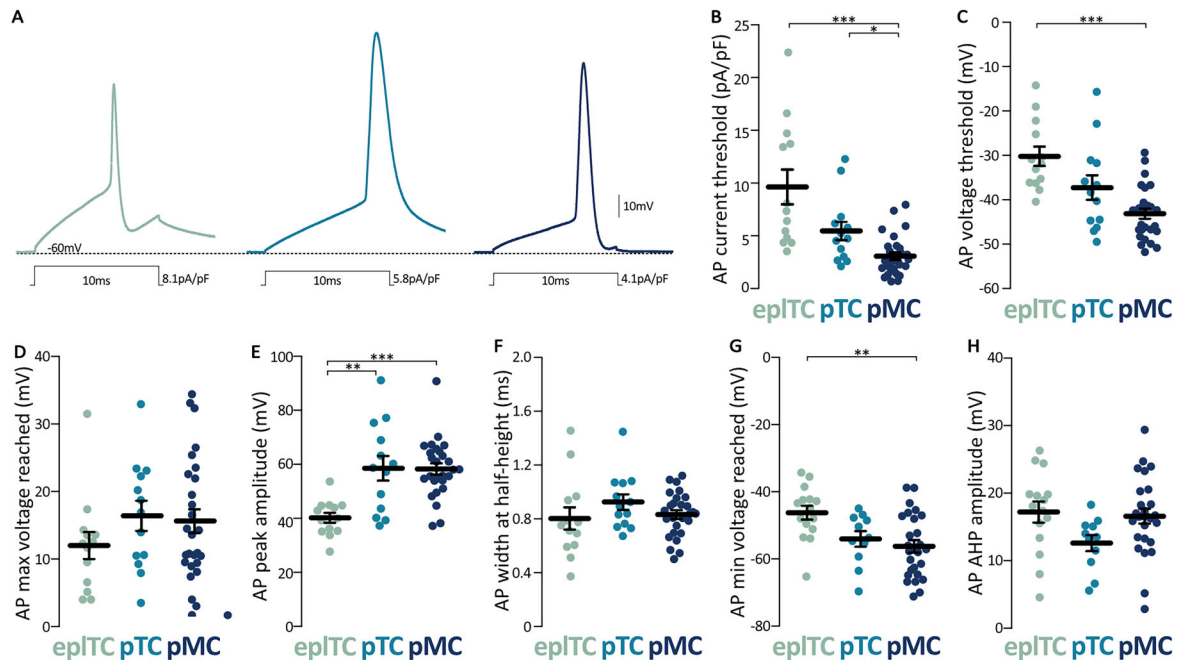 A
-60mV
10ms
8.1pA/pF
10ms
5.8pA/pF
10mV
10ms
4.1pA/pF
B
AP current threshold (pA/pF)
25
20
15
10
5
0
***
*
eplTC pTC pMC
C
AP voltage threshold (mV)
0
-10
-20
-30
-40
-50
-60
***
eplTC pTC pMC
D
AP max voltage reached (mV)
40
30
20
10
0
eplTC pTC pMC
E
AP peak amplitude (mV)
100
80
60
40
20
0
***
**
eplTC pTC pMC
F
AP width at half-height (ms)
2.0
1.6
1.2
0.8
0.4
0
eplTC pTC pMC
G
AP min voltage reached (mV)
-0
-20
-40
-60
-80
**
eplTC pTC pMC
H
AP AHP amplitude (mV)
40
30
20
10
0
eplTC pTC pMC